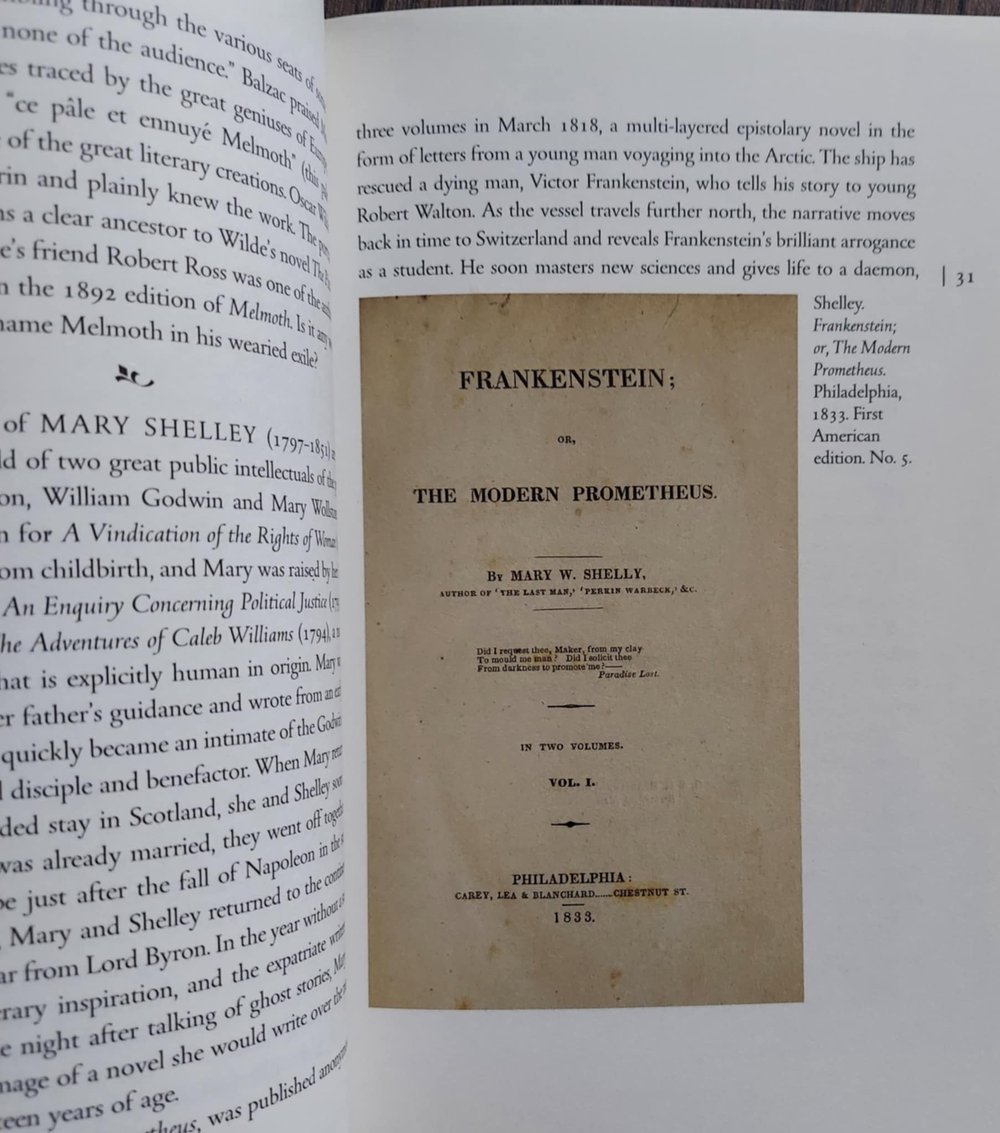 through the various seats of
none of the audience.” Balzac praised
traced by the great geniuses of
“ce pâle et ennuyé Melmoth” (this
of the great literary creations. Oscar
and plainly knew the work. The
a clear ancestor to Wilde’s novel The
friend Robert Ross was one of the
the 1892 edition of Melmoth. Is it any
name Melmoth in his wearied exile?
of MARY SHELLEY (1797–1851)
of two great public intellectuals of
William Godwin and Mary
for A Vindication of the Rights of
childbirth, and Mary was raised by
An Enquiry Concerning Political Justice
The Adventures of Caleb Williams (1794),
that is explicitly human in origin. Mary
father’s guidance and wrote from an
quickly became an intimate of the
disciple and benefactor. When Mary
stay in Scotland, she and Shelley
was already married, they went off
just after the fall of Napoleon in the
Mary and Shelley returned to the
from Lord Byron. In the year without
inspiration, and the expatriate
night after talking of ghost stories,
of a novel she would write over the
years of age.
was published
three volumes in March 1818, a multi-layered epistolary novel in the
form of letters from a young man voyaging into the Arctic. The ship has
rescued a dying man, Victor Frankenstein, who tells his story to young
Robert Walton. As the vessel travels further north, the narrative moves
back in time to Switzerland and reveals Frankenstein’s brilliant arrogance
as a student. He soon masters new sciences and gives life to a daemon,
| 31
FRANKENSTEIN;
OR,
THE MODERN PROMETHEUS.
BY MARY W. SHELLY,
AUTHOR OF ‘THE LAST MAN,’ ‘PERKIN WARBECK,’ &C.
Did I request thee, Maker, from my clay
To mould me man? Did I solicit thee
From darkness to promote me?——
Paradise Lost.
IN TWO VOLUMES.
VOL. I.
PHILADELPHIA:
CAREY, LEA & BLANCHARD......CHESTNUT ST.
1833.
Shelley.
Frankenstein;
or, The Modern
Prometheus.
Philadelphia,
1833. First
American
edition. No. 5.